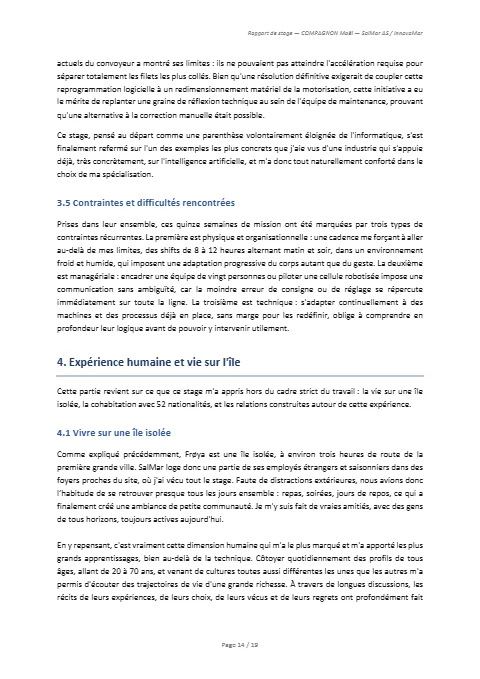 Rapport de stage — COMPAGNON Maël — SalMar AS / InnovaMar
actuels du convoyeur a montré ses limites : ils ne pouvaient pas atteindre l'accélération requise pour
séparer totalement les filets les plus collés. Bien qu'une résolution définitive exigerait de coupler cette
reprogrammation logicielle à un redimensionnement matériel de la motorisation, cette initiative a eu
le mérite de replanter une graine de réflexion technique au sein de l'équipe de maintenance, prouvant
qu'une alternative à la correction manuelle était possible.
Ce stage, pensé au départ comme une parenthèse volontairement éloignée de l'informatique, s'est
finalement refermé sur l'un des exemples les plus concrets que j'aie vus d'une industrie qui s'appuie
déjà, très concrètement, sur l'intelligence artificielle, et m'a donc tout naturellement conforté dans le
choix de ma spécialisation.
3.5 Contraintes et difficultés rencontrées
Prises dans leur ensemble, ces quinze semaines de mission ont été marquées par trois types de
contraintes récurrentes. La première est physique et organisationnelle : une cadence me forçant à aller
au-delà de mes limites, des shifts de 8 à 12 heures alternant matin et soir, dans un environnement
froid et humide, qui imposent une adaptation progressive du corps autant que du geste. La deuxième
est managériale : encadrer une équipe de vingt personnes ou piloter une cellule robotisée impose une
communication sans ambiguïté, car la moindre erreur de consigne ou de réglage se répercute
immédiatement sur toute la ligne. La troisième est technique : s'adapter continuellement à des
machines et des processus déjà en place, sans marge pour les redéfinir, oblige à comprendre en
profondeur leur logique avant de pouvoir y intervenir utilement.
4. Expérience humaine et vie sur l'île
Cette partie revient sur ce que ce stage m'a appris hors du cadre strict du travail : la vie sur une île
isolée, la cohabitation avec 52 nationalités, et les relations construites autour de cette expérience.
4.1 Vivre sur une île isolée
Comme expliqué précédemment, Frøya est une île isolée, à environ trois heures de route de la
première grande ville. SalMar loge donc une partie de ses employés étrangers et saisonniers dans des
foyers proches du site, où j'ai vécu tout le stage. Faute de distractions extérieures, nous avions donc
l'habitude de se retrouver presque tous les jours ensemble : repas, soirées, jours de repos, ce qui a
finalement créé une ambiance de petite communauté. Je m'y suis fait de vraies amitiés, avec des gens
de tous horizons, toujours actives aujourd'hui.
En y repensant, c'est vraiment cette dimension humaine qui m'a le plus marqué et m'a apporté les plus
grands apprentissages, bien au-delà de la technique. Côtoyer quotidiennement des profils de tous
âges, allant de 20 à 70 ans, et venant de cultures toutes aussi différentes les unes que les autres m'a
permis d'écouter des trajectoires de vie d'une grande richesse. À travers de longues discussions, les
récits de leurs expériences, de leurs choix, de leurs vécus et de leurs regrets ont profondément fait
Page 14 / 19